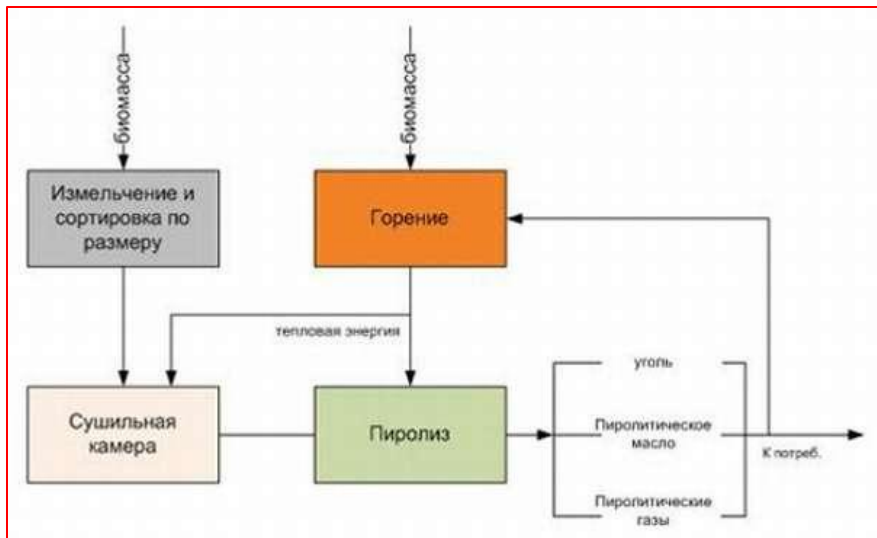 биомасса
биомасса
Измельчение и
сортировка по
размеру
Горение
тепловая энергия
Сушильная
камера
Пиролиз
уголь
Пиролитическое
масло
К потреб.
Пиролитические
газы